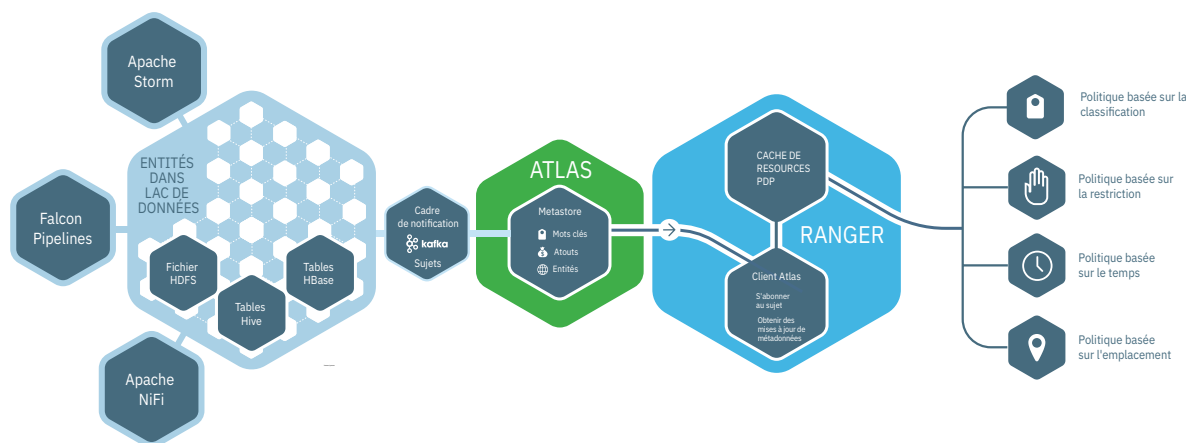 Apache
Storm
Falcon
Pipelines
Apache
NiFi
ENTITÉS
DANS
LAC DE
DONNÉES
Fichier
HDFS
Tables
Hive
Tables
HBase
Cadre
de notification
kafka
Sujets
ATLAS
Metastore
Mots clés
Atouts
Entités
CACHE DE
RESOURCES
PDP
RANGER
Client Atlas
S'abonner
au sujet
Obtenir des
mises à jour de
métadonnées
Politique basée sur la
classification
Politique basée sur
la restriction
Politique basée
sur le temps
Politique basée
sur l'emplacement